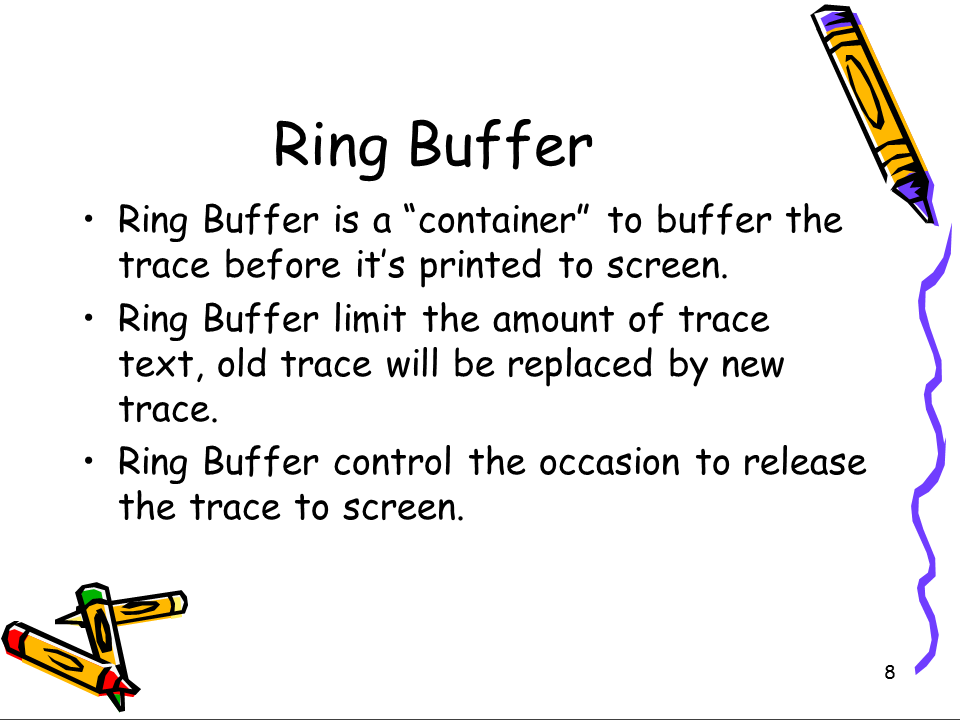 Ring Buffer
• Ring Buffer is a “container” to buffer the
trace before it’s printed to screen.
• Ring Buffer limit the amount of trace
text, old trace will be replaced by new
trace.
• Ring Buffer control the occasion to release
the trace to screen.
8